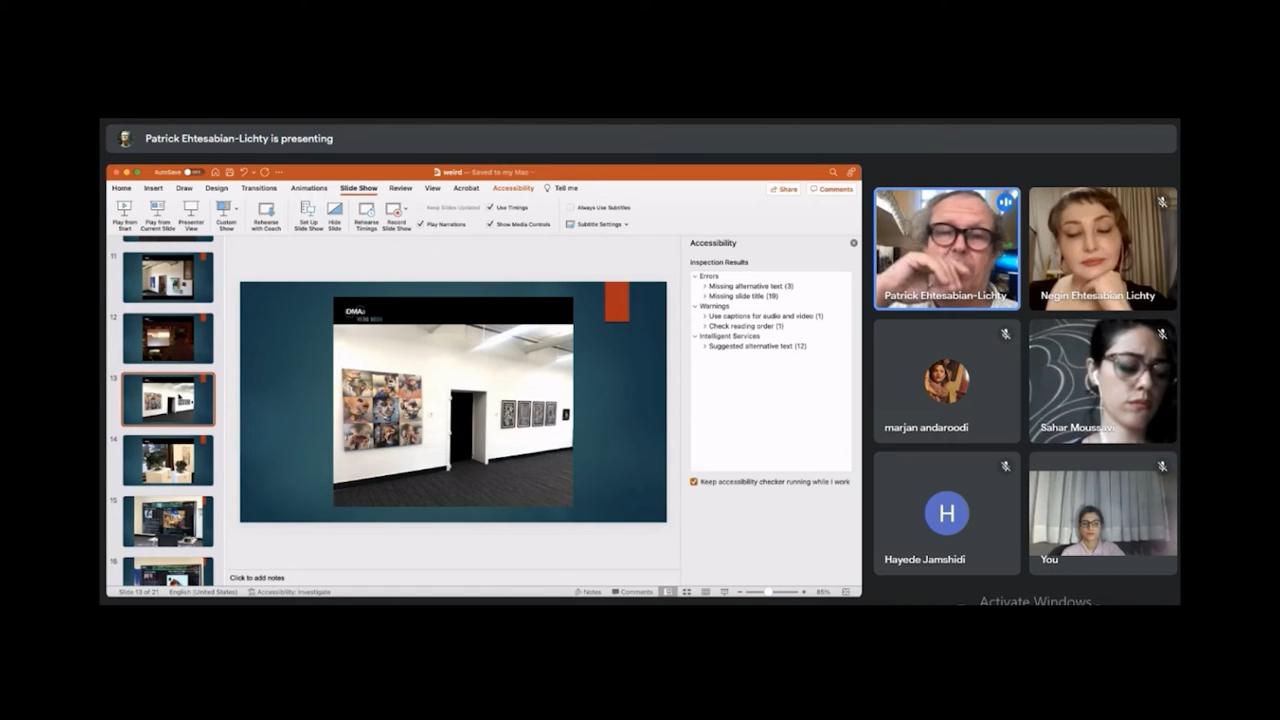 Patrick Ehtesabian-Lichty is presenting
AutoSave OFF
weird — Saved to my Mac
Home Insert Draw Design Transitions Animations Slide Show Review View Acrobat Accessibility Tell me
Share Comments
Play from Start
Play from Current Slide
Presenter View
Custom Show
Rehearse with Coach
Set Up Slide Show
Hide Slide
Rehearse Timings
Record Slide Show
Keep Slides Updated
Use Timings
Play Narrations
Show Media Controls
Always Use Subtitles
Subtitle Settings
11
12
13
14
15
16
Accessibility
Inspection Results
Errors
Missing alternative text (3)
Missing slide title (19)
Warnings
Use captions for audio and video (1)
Check reading order (1)
Intelligent Services
Suggested alternative text (12)
Keep accessibility checker running while I work
Click to add notes
Slide 13 of 21 English (United States) Accessibility: Investigate
Notes Comments 85%
Patrick Ehtesabian-Lichty
Negin Ehtesabian Lichty
marjan andaroodi
Sahar Moussavi
H
Hayede Jamshidi
You
Activate Windows